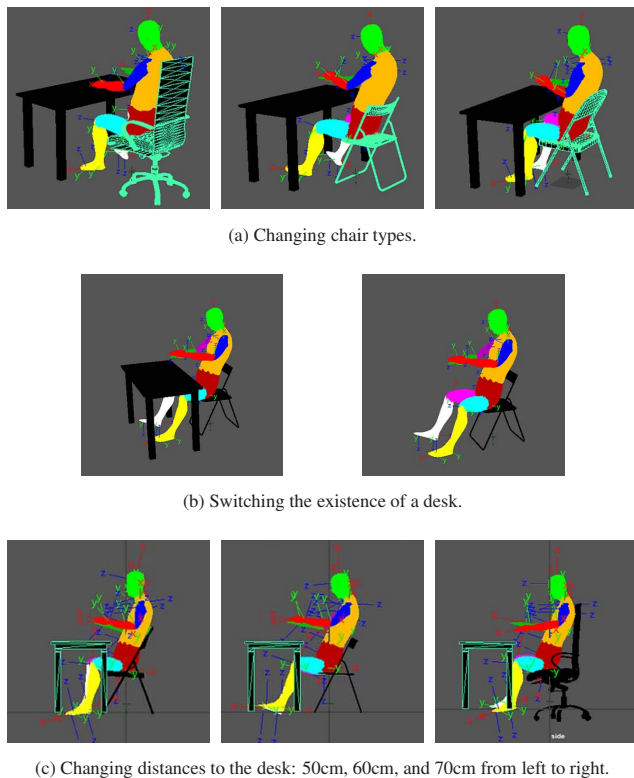 (a) Changing chair types.
(b) Switching the existence of a desk.
side
(c) Changing distances to the desk: 50cm, 60cm, and 70cm from left to right.